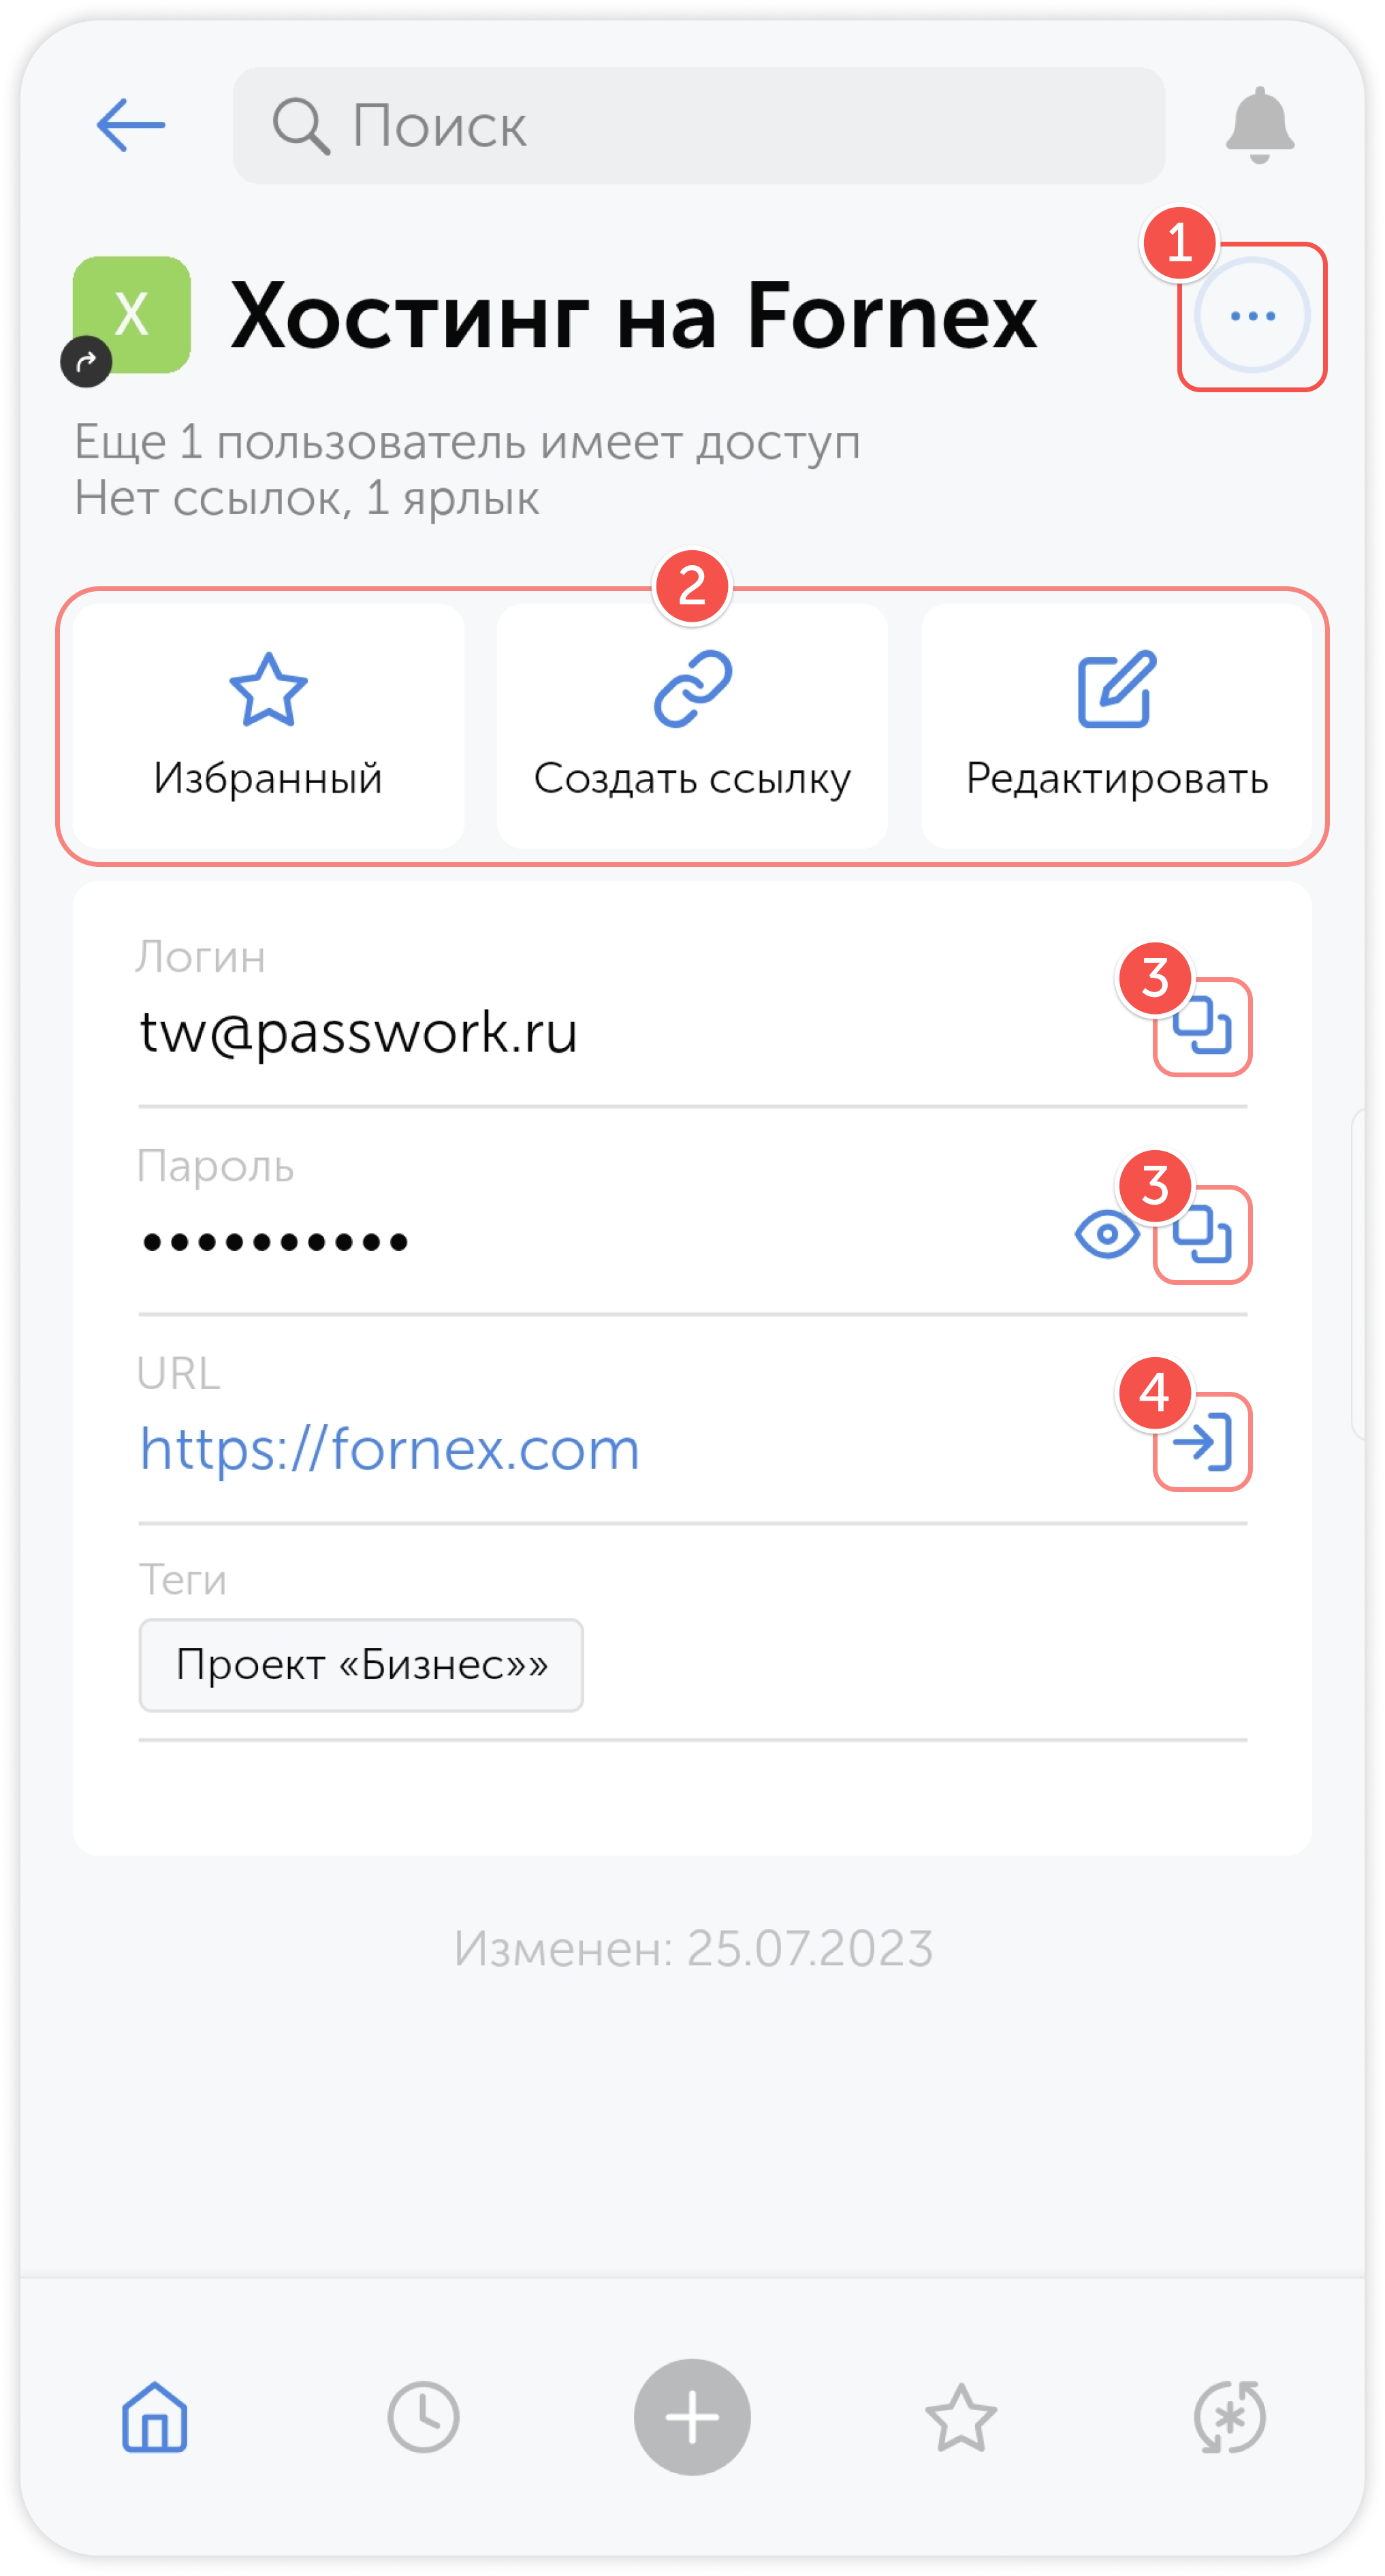 Поиск
1
Х
Хостинг на Fornex
...
Еще 1 пользователь имеет доступ
Нет ссылок, 1 ярлык
2
Избранный
Создать ссылку
Редактировать
Логин
3
tw@passwork.ru
Пароль
3
••••••••••
URL
4
https://fornex.com
Теги
Проект «Бизнес»»
Изменен: 25.07.2023